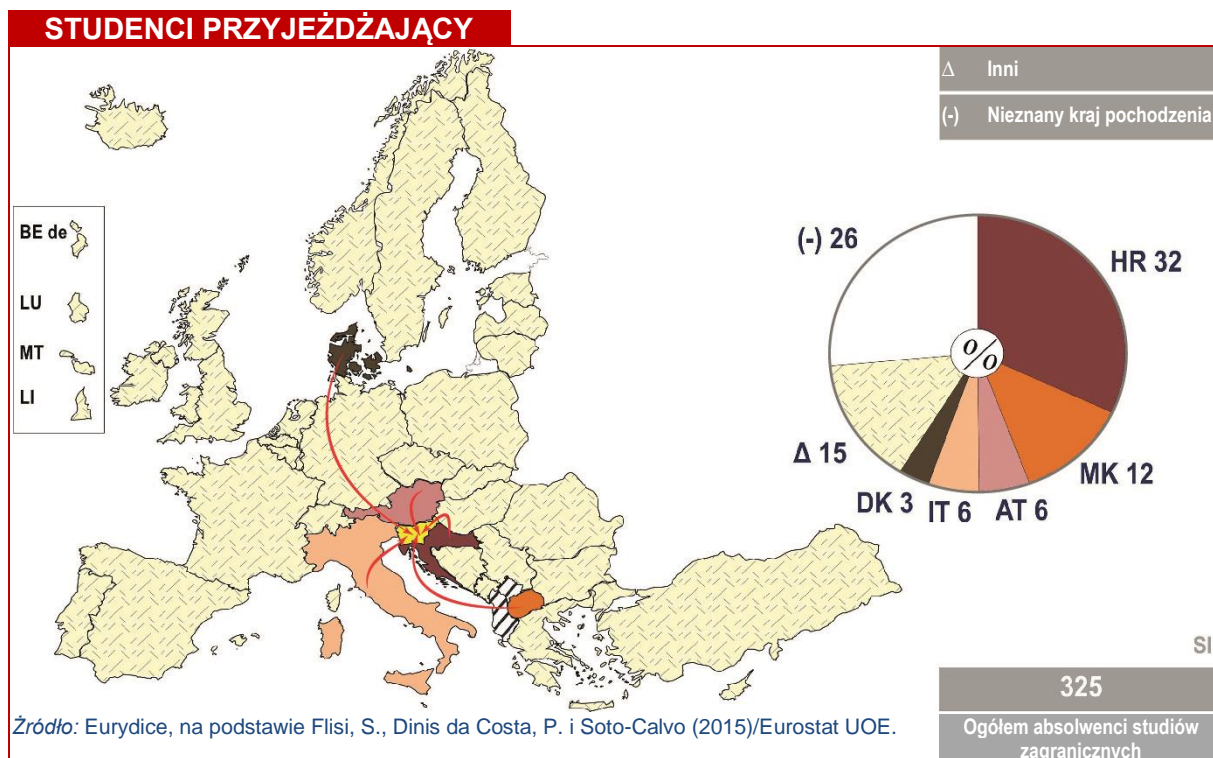 STUDENCI PRZYJEŻDŻAJĄCY
Δ Inni
(-) Nieznany kraj pochodzenia
BE de
LU
MT
LI
(-) 26
HR 32
%
Δ 15
MK 12
DK 3
IT 6
AT 6
SI
325
Ogółem absolwenci studiów
zagranicznych
Źródło: Eurydice, na podstawie Flisi, S., Dinis da Costa, P. i Soto-Calvo (2015)/Eurostat UOE.